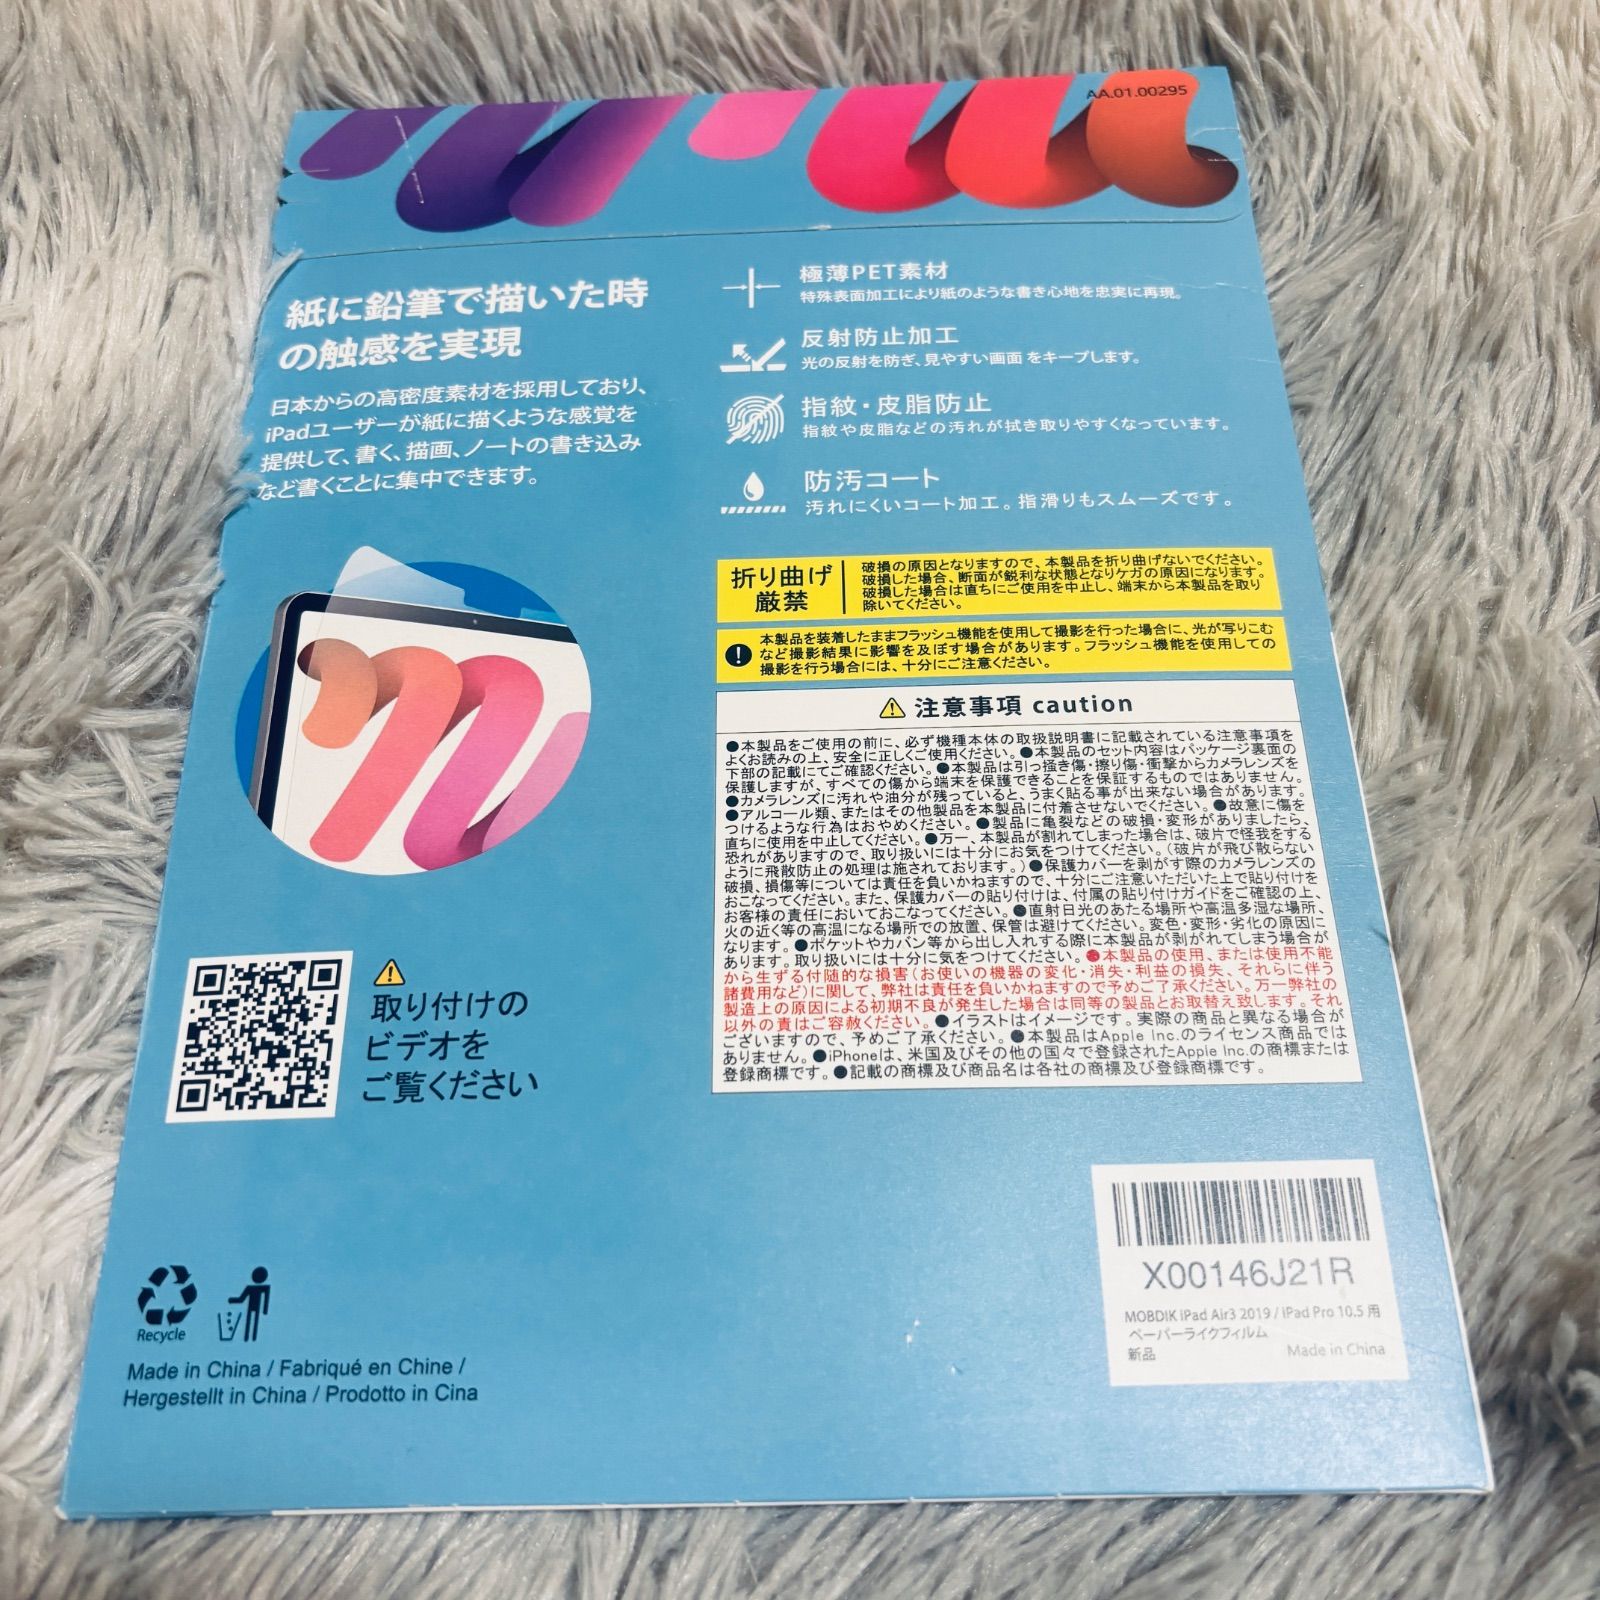 AA.01.00295
紙に鉛筆で描いた時
の触感を実現
日本からの高密度素材を採用しており、
iPadユーザーが紙に描くような感覚を
提供して、書く、描画、ノートの書き込み
など書くことに集中できます。
極薄PET素材
特殊表面加工により紙のような書き心地を忠実に再現。
反射防止加工
光の反射を防ぎ、見やすい画面 をキープします。
指紋・皮脂防止
指紋や皮脂などの汚れが拭き取りやすくなっています。
防汚コート
汚れにくいコート加工。指滑りもスムーズです。
折り曲げ
厳禁
破損の原因となりますので、本製品を折り曲げないでください。
破損した場合、断面が鋭利な状態となりケガの原因になります。
破損した場合は直ちにご使用を中止し、端末から本製品を取り
除いてください。
本製品を装着したままフラッシュ機能を使用して撮影を行った場合に、光が写りこむ
など撮影結果に影響を及ぼす場合があります。フラッシュ機能を使用しての
撮影を行う場合には、十分にご注意ください。
注意事項 caution
●本製品をご使用の前に、必ず機種本体の取扱説明書に記載されている注意事項を
よくお読みの上、安全に正しくご使用ください。●本製品のセット内容はパッケージ裏面の
下部の記載にてご確認ください。●本製品は引っ掻き傷・擦り傷・衝撃からカメラレンズを
保護しますが、すべての傷から端末を保護できることを保証するものではありません。
●カメラレンズに汚れや油分が残っていると、うまく貼る事が出来ない場合があります。
●アルコール類、またはその他製品を本製品に付着させないでください。●故意に傷を
つけるような行為はおやめください。●製品に亀裂などの破損・変形がありましたら、
直ちに使用を中止してください。●万一、本製品が割れてしまった場合は、破片で怪我をする
恐れがありますので、取り扱いには十分にお気をつけてください。(破片が飛び散らない
ように飛散防止の処理は施されております。)●保護カバーを剥がす際のカメラレンズの
破損、損傷等については責任を負いかねますので、十分にご注意いただいた上で貼り付けを
おこなってください。また、保護カバーの貼り付けは、付属の貼り付けガイドをご確認の上、
お客様の責任においておこなってください。●直射日光のあたる場所や高温多湿な場所、
火の近く等の高温になる場所での放置、保管は避けてください。変色・変形・劣化の原因に
なります。●ポケットやカバン等から出し入れする際に本製品が剥がれてしまう場合が
あります。取り扱いには十分に気をつけてください。●本製品の使用、または使用不能
から生ずる付随的な損害(お使いの機器の変化・消失・利益の損失、それらに伴う
諸費用など)に関して、弊社は責任を負いかねますので予めご了承ください。万一弊社の
製造上の原因による初期不良が発生した場合は同等の製品とお取替え致します。それ
以外の責はご容赦ください。●イラストはイメージです。実際の商品と異なる場合が
ございますので、予めご了承ください。●本製品はApple Inc.のライセンス商品では
ありません。●iPhoneは、米国及びその他の国々で登録されたApple Inc.の商標または
登録商標です。●記載の商標及び商品名は各社の商標及び登録商標です。
取り付けの
ビデオを
ご覧ください
Recycle
Made in China / Fabriqué en Chine /
Hergestellt in China / Prodotto in Cina
X00146J21R
MOBDIK iPad Air3 2019 / iPad Pro 10.5 用
ペーパーライクフィルム
新品
Made in China